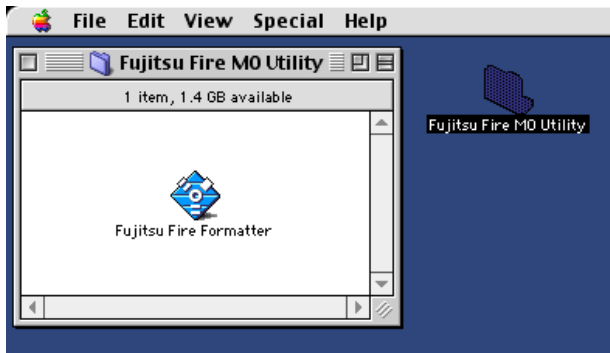 File Edit View Special Help
Fujitsu Fire MO Utility
1 item, 1.4 GB available
Fujitsu Fire Formatter
Fujitsu Fire MO Utility